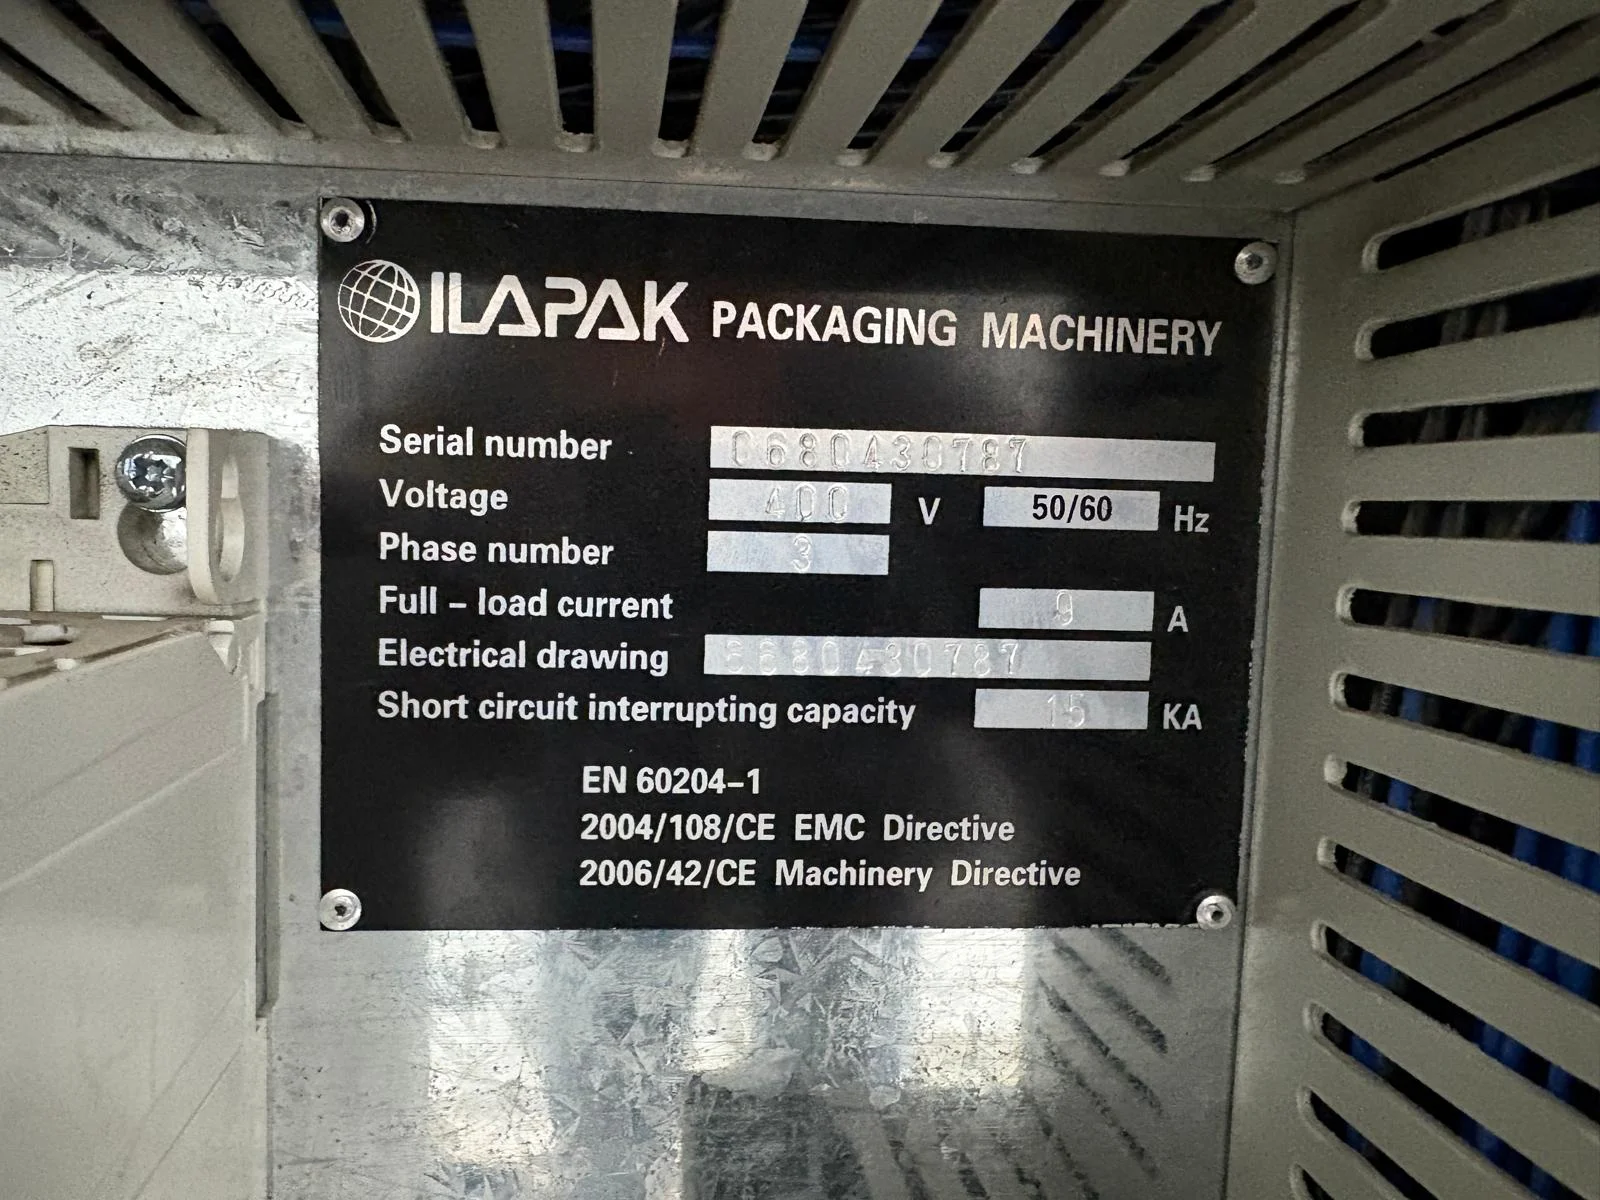 ILAPAK PACKAGING MACHINERY
Serial number 0680430787
Voltage 400 V 50/60 Hz
Phase number 3
Full – load current 9 A
Electrical drawing
Short circuit interrupting capacity 15 KA
EN 60204–1
2004/108/CE EMC Directive
2006/42/CE Machinery Directive